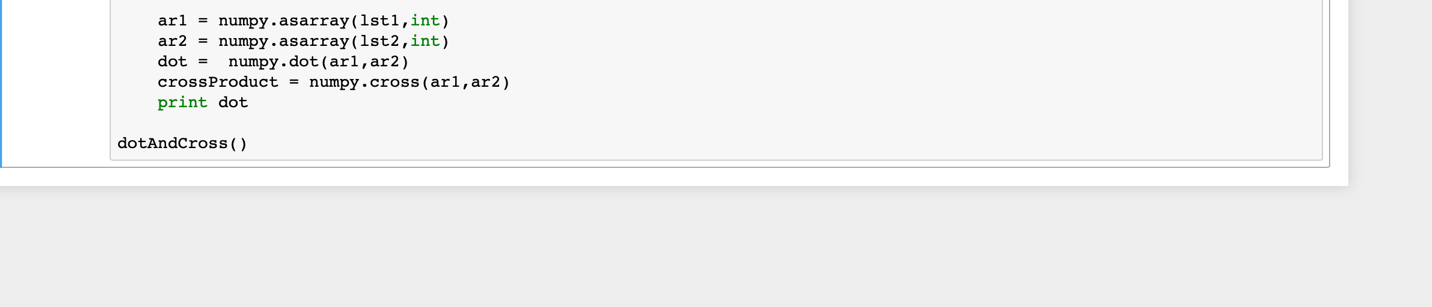 ar1 = numpy.asarray(lst1,int)
ar2 = numpy.asarray(lst2,int)
dot =  numpy.dot(ar1,ar2)
crossProduct = numpy.cross(ar1,ar2)
print dot
dotAndCross()